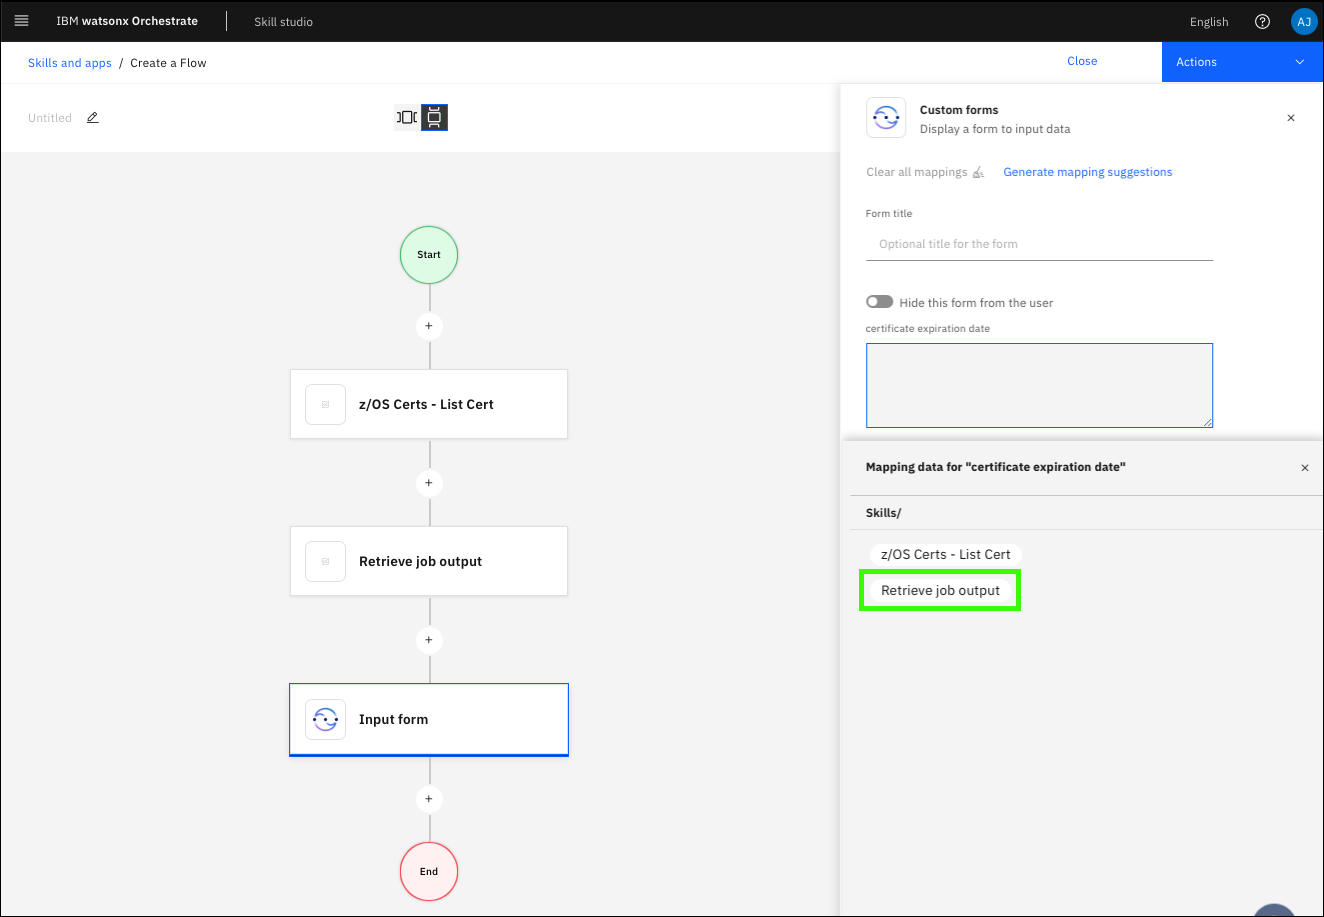 IBM watsonx Orchestrate
Skill studio
English
AJ
Skills and apps / Create a Flow
Close
Actions
Untitled
Start
+
z/OS Certs - List Cert
+
Retrieve job output
+
Input form
+
End
Custom forms
Display a form to input data
Clear all mappings
Generate mapping suggestions
Form title
Optional title for the form
Hide this form from the user
certificate expiration date
Mapping data for "certificate expiration date"
Skills/
z/OS Certs - List Cert
Retrieve job output